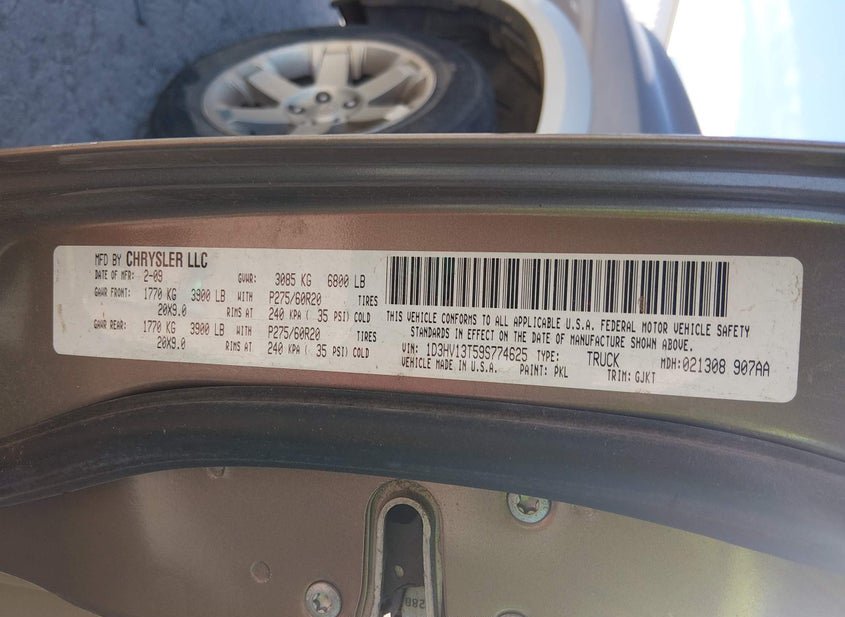 MFD BY CHRYSLER LLC
DATE OF MFR: 2-09 GVWR: 3085 KG 6800 LB
GAWR FRONT: 1770 KG 3900 LB WITH P275/60R20 TIRES
20X9.0 RIMS AT 240 KPA ( 35 PSI) COLD
GAWR REAR: 1770 KG 3900 LB WITH P275/60R20 TIRES
20X9.0 RIMS AT 240 KPA ( 35 PSI) COLD
THIS VEHICLE CONFORMS TO ALL APPLICABLE U.S.A. FEDERAL MOTOR VEHICLE SAFETY
STANDARDS IN EFFECT ON THE DATE OF MANUFACTURE SHOWN ABOVE.
VIN: 1D3HV13T59S774625 TYPE: TRUCK MDH:021308 907AA
VEHICLE MADE IN U.S.A. PAINT: PKL TRIM: GJKT